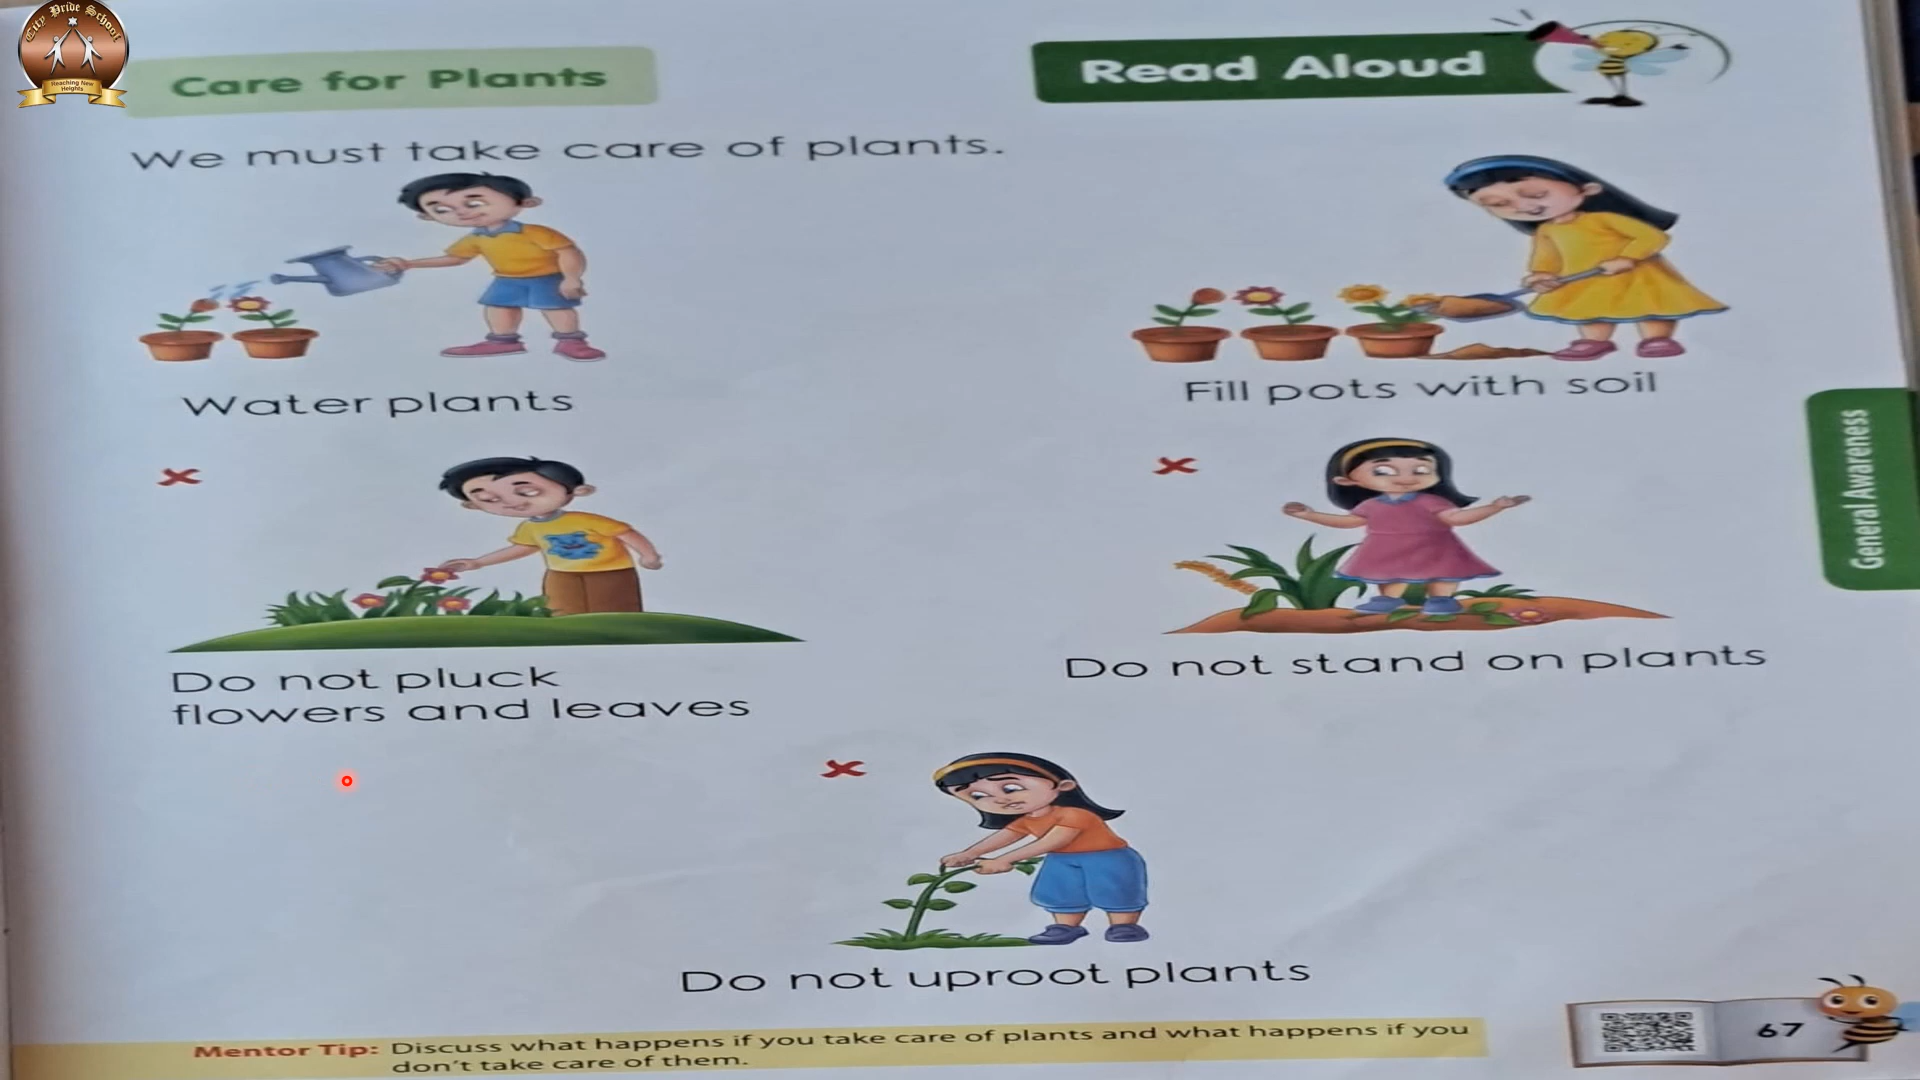 City Pride School
Reaching New
Heights
Care for Plants
Read Aloud
We must take care of plants.
Water plants
Fill pots with soil
Do not pluck
flowers and leaves
Do not stand on plants
General Awareness
Do not uproot plants
Mentor Tip: Discuss what happens if you take care of plants and what happens if you
don't take care of them.
67